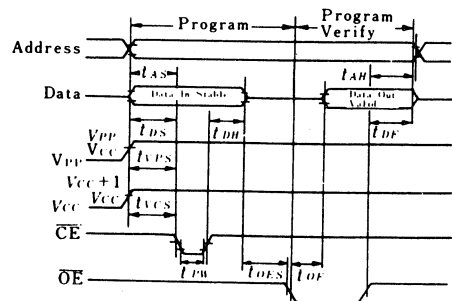 Program
Program
Verify
Address
tAS
tAH
Data
Data In Stable
Data Out
Valid
tDS
tDH
tDF
VPP
VCC
VPP
tVPS
VCC+1
VCC
VCC
tVCS
CE
tPW
tOES
tOE
OE